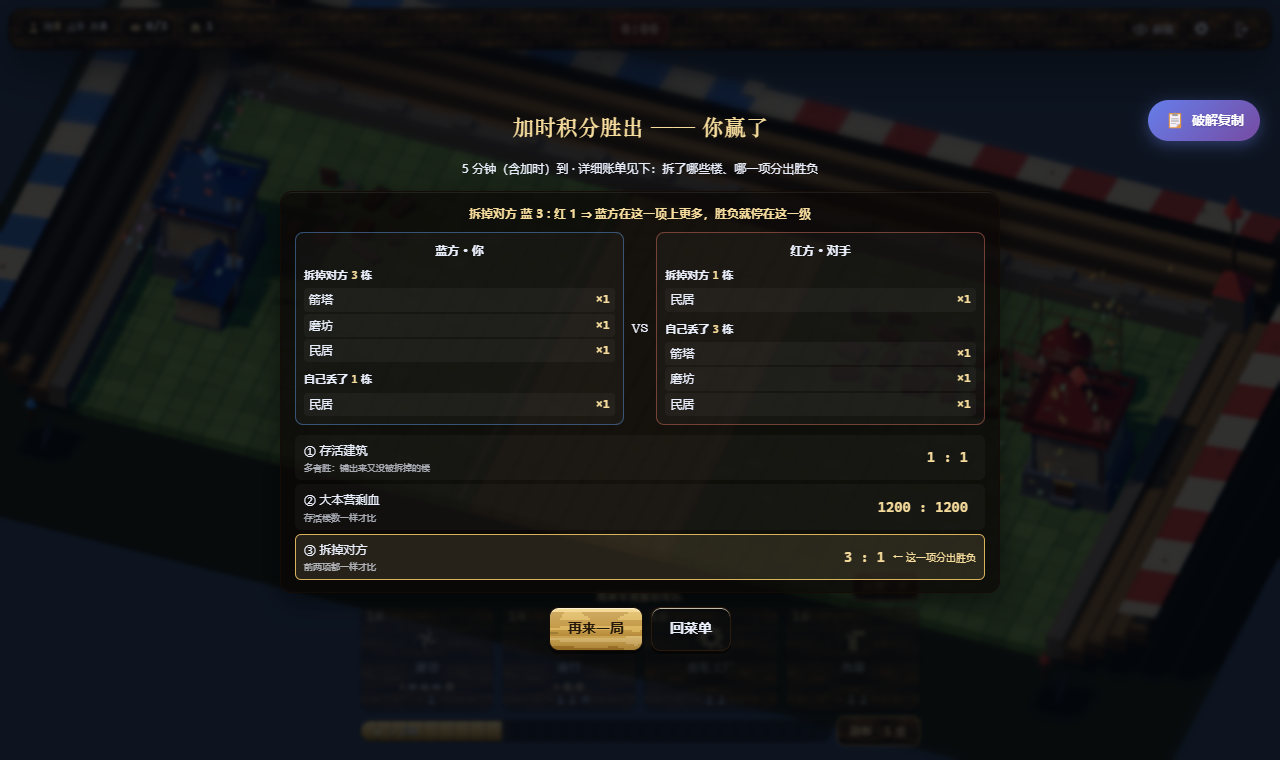 破解复制
加时积分胜出 —— 你赢了
5 分钟（含加时）到 · 详细账单见下：拆了哪些楼、哪一项分出胜负
拆掉对方 蓝 3 : 红 1 ⇒ 蓝方在这一项上更多，胜负就停在这一级
蓝方 · 你
拆掉对方 3 栋
箭塔 ×1
磨坊 ×1
民居 ×1
自己丢了 1 栋
民居 ×1
VS
红方 · 对手
拆掉对方 1 栋
民居 ×1
自己丢了 3 栋
箭塔 ×1
磨坊 ×1
民居 ×1
① 存活建筑 1 : 1
多者胜：铺出来又没被拆掉的楼
② 大本营剩血 1200 : 1200
存活楼数一样才比
③ 拆掉对方 3 : 1 ← 这一项分出胜负
前两项都一样才比
再来一局 回菜单